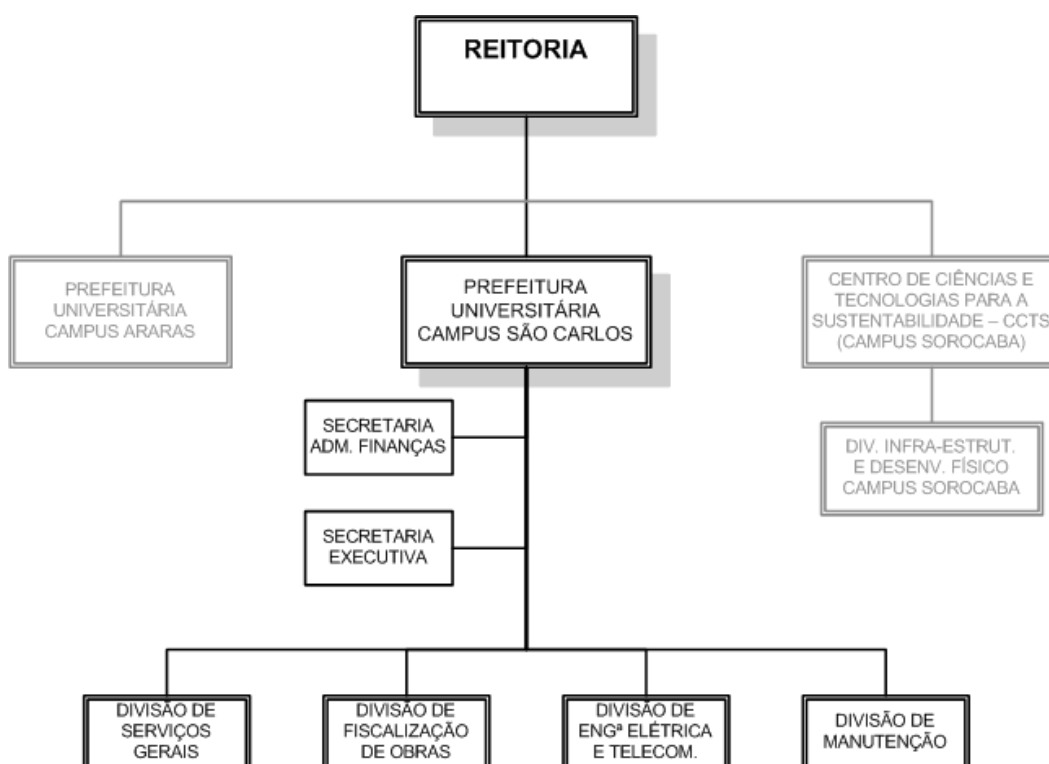 REITORIA
PREFEITURA
UNIVERSITÁRIA
CAMPUS ARARAS
PREFEITURA
UNIVERSITÁRIA
CAMPUS SÃO CARLOS
CENTRO DE CIÊNCIAS E
TECNOLOGIAS PARA A
SUSTENTABILIDADE – CCTS
(CAMPUS SOROCABA)
SECRETARIA
ADM. FINANÇAS
DIV. INFRA-ESTRUT.
E DESENV. FÍSICO
CAMPUS SOROCABA
SECRETARIA
EXECUTIVA
DIVISÃO DE
SERVIÇOS
GERAIS
DIVISÃO DE
FISCALIZAÇÃO
DE OBRAS
DIVISÃO DE
ENGª ELÉTRICA
E TELECOM.
DIVISÃO DE
MANUTENÇÃO